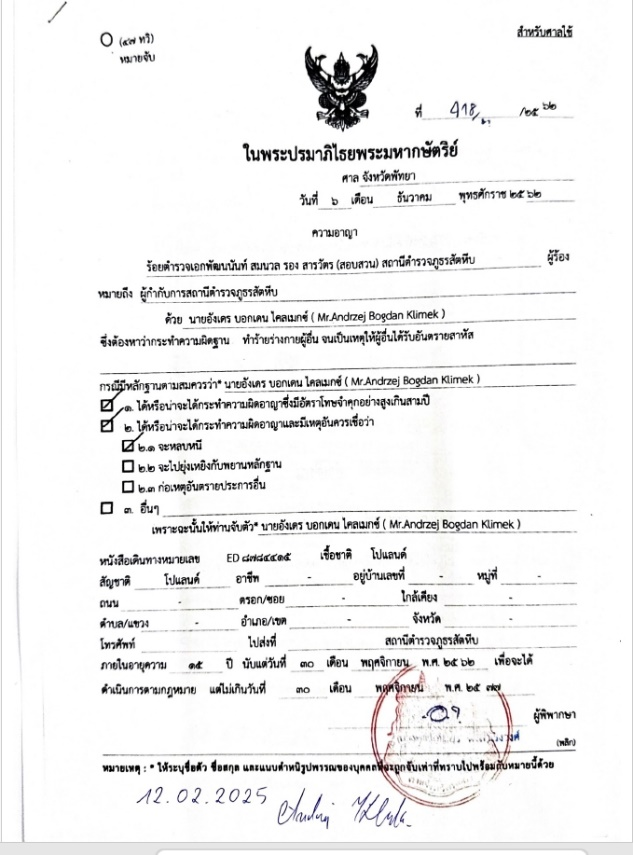 สำหรับศาลใช้
(๔๗ ทวิ)
หมายจับ
ที่ 418/ /๒๕๖๒
ในพระปรมาภิไธยพระมหากษัตริย์
ศาล จังหวัดพัทยา
วันที่ ๖ เดือน ธันวาคม พุทธศักราช ๒๕๖๒
ความอาญา
ร้อยตำรวจเอกพัฒนนันท์ สมนวล รอง สารวัตร (สอบสวน) สถานีตำรวจภูธรสัตหีบ ผู้ร้อง
หมายถึง ผู้กำกับการสถานีตำรวจภูธรสัตหีบ
ด้วย นายอังเดร บอกเดน ไคลเมกซ์ ( Mr.Andrzej Bogdan Klimek )
ซึ่งต้องหาว่ากระทำความผิดฐาน ทำร้ายร่างกายผู้อื่น จนเป็นเหตุให้ผู้อื่นได้รับอันตรายสาหัส
กรณีมีหลักฐานตามสมควรว่า* นายอังเดร บอกเดน ไคลเมกซ์ ( Mr.Andrzej Bogdan Klimek )
๑. ได้หรือน่าจะได้กระทำความผิดอาญาซึ่งมีอัตราโทษจำคุกอย่างสูงเกินสามปี
๒. ได้หรือน่าจะได้กระทำความผิดอาญาและมีเหตุอันควรเชื่อว่า
๒.๑ จะหลบหนี
๒.๒ จะไปยุ่งเหยิงกับพยานหลักฐาน
๒.๓ ก่อเหตุอันตรายประการอื่น
๓. อื่นๆ
เพราะฉะนั้นให้ท่านจับตัว* นายอังเดร บอกเดน ไคลเมกซ์ ( Mr.Andrzej Bogdan Klimek )
หนังสือเดินทางหมายเลข ED ๘๗๘๔๔๑๕ เชื้อชาติ โปแลนด์
สัญชาติ โปแลนด์ อาชีพ - อยู่บ้านเลขที่ - หมู่ที่ -
ถนน - ตรอก/ซอย - ใกล้เคียง -
ตำบล/แขวง - อำเภอ/เขต - จังหวัด -
โทรศัพท์ ไปส่งที่ สถานีตำรวจภูธรสัตหีบ
ภายในอายุความ ๑๕ ปี นับแต่วันที่ ๓๐ เดือน พฤศจิกายน พ.ศ. ๒๕๖๒ เพื่อจะได้
ดำเนินการตามกฎหมาย แต่ไม่เกินวันที่ ๓๐ เดือน พฤศจิกายน พ.ศ. ๒๕๗๗
ผู้พิพากษา
(พลิก)
หมายเหตุ : * ให้ระบุชื่อตัว ชื่อสกุล และแนบตำหนิรูปพรรณของบุคคลที่จะถูกจับเท่าที่ทราบไปพร้อมกับหมายนี้ด้วย
12.02.2025